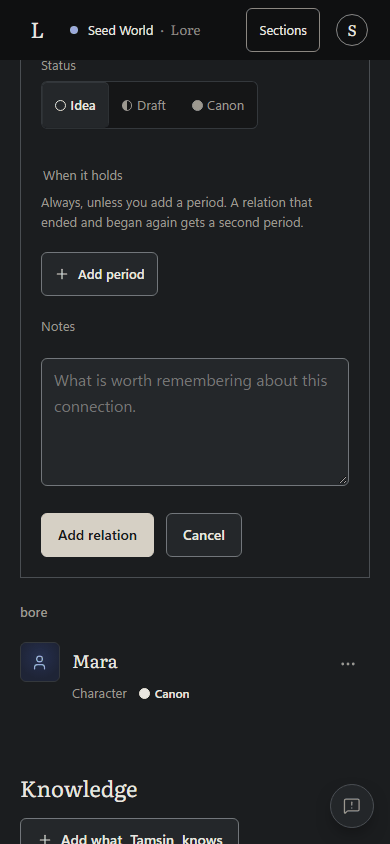 L Seed World · Lore Sections S
Status
Idea Draft Canon
When it holds
Always, unless you add a period. A relation that
ended and began again gets a second period.
+ Add period
Notes
What is worth remembering about this
connection.
Add relation Cancel
bore
Mara
Character Canon
Knowledge
+ Add what Tamsin knows